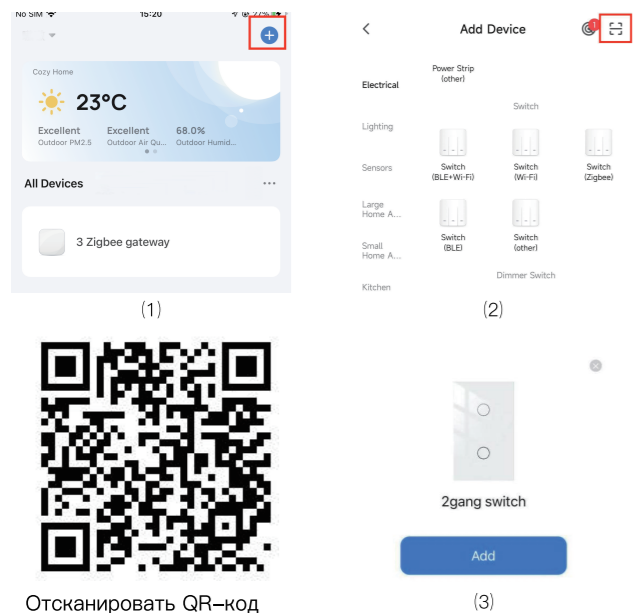 No SIM
15:20
27%
Cozy Home
23°C
Excellent Excellent 68.0%
Outdoor PM2.5 Outdoor Air Qu... Outdoor Humid...
All Devices
3 Zigbee gateway
(1)
Add Device
1
Electrical
Lighting
Sensors
Large
Home A...
Small
Home A...
Kitchen
Power Strip
(other)
Switch
Switch
(BLE+Wi-Fi)
Switch
(Wi-Fi)
Switch
(Zigbee)
Switch
(BLE)
Switch
(other)
Dimmer Switch
(2)
Отсканировать QR–код
2gang switch
Add
(3)